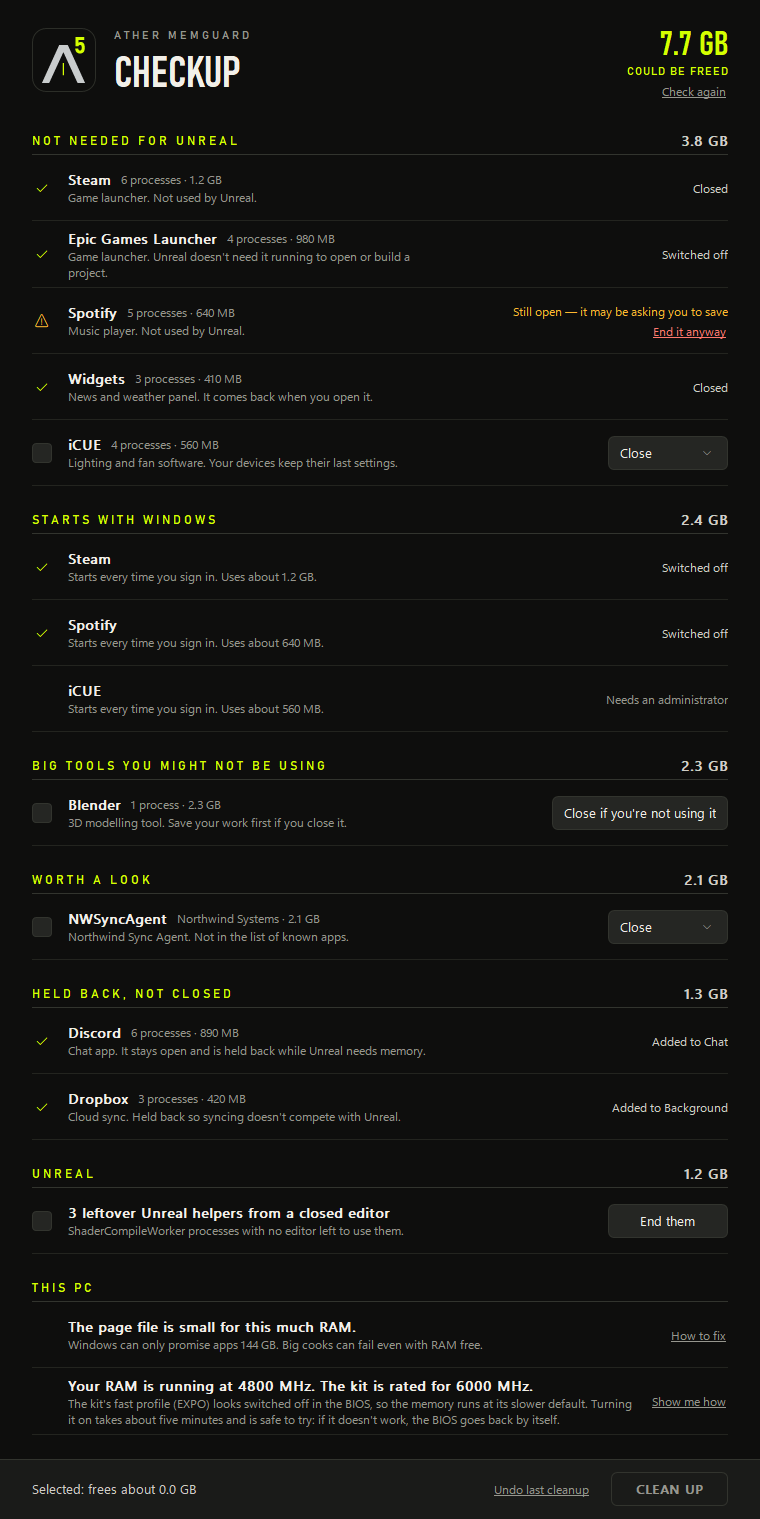 5
ATHER MEMGUARD
CHECKUP
7.7 GB
COULD BE FREED
Check again
NOT NEEDED FOR UNREAL 3.8 GB
Steam 6 processes · 1.2 GB
Game launcher. Not used by Unreal.
Closed
Epic Games Launcher 4 processes · 980 MB
Game launcher. Unreal doesn't need it running to open or build a
project.
Switched off
Spotify 5 processes · 640 MB
Music player. Not used by Unreal.
Still open — it may be asking you to save
End it anyway
Widgets 3 processes · 410 MB
News and weather panel. It comes back when you open it.
Closed
iCUE 4 processes · 560 MB
Lighting and fan software. Your devices keep their last settings.
Close
STARTS WITH WINDOWS 2.4 GB
Steam
Starts every time you sign in. Uses about 1.2 GB.
Switched off
Spotify
Starts every time you sign in. Uses about 640 MB.
Switched off
iCUE
Starts every time you sign in. Uses about 560 MB.
Needs an administrator
BIG TOOLS YOU MIGHT NOT BE USING 2.3 GB
Blender 1 process · 2.3 GB
3D modelling tool. Save your work first if you close it.
Close if you're not using it
WORTH A LOOK 2.1 GB
NWSyncAgent Northwind Systems · 2.1 GB
Northwind Sync Agent. Not in the list of known apps.
Close
HELD BACK, NOT CLOSED 1.3 GB
Discord 6 processes · 890 MB
Chat app. It stays open and is held back while Unreal needs memory.
Added to Chat
Dropbox 3 processes · 420 MB
Cloud sync. Held back so syncing doesn't compete with Unreal.
Added to Background
UNREAL 1.2 GB
3 leftover Unreal helpers from a closed editor
ShaderCompileWorker processes with no editor left to use them.
End them
THIS PC
The page file is small for this much RAM.
Windows can only promise apps 144 GB. Big cooks can fail even with RAM free.
How to fix
Your RAM is running at 4800 MHz. The kit is rated for 6000 MHz.
The kit's fast profile (EXPO) looks switched off in the BIOS, so the memory runs at its slower default. Turning
it on takes about five minutes and is safe to try: if it doesn't work, the BIOS goes back by itself.
Show me how
Selected: frees about 0.0 GB
Undo last cleanup
CLEAN UP